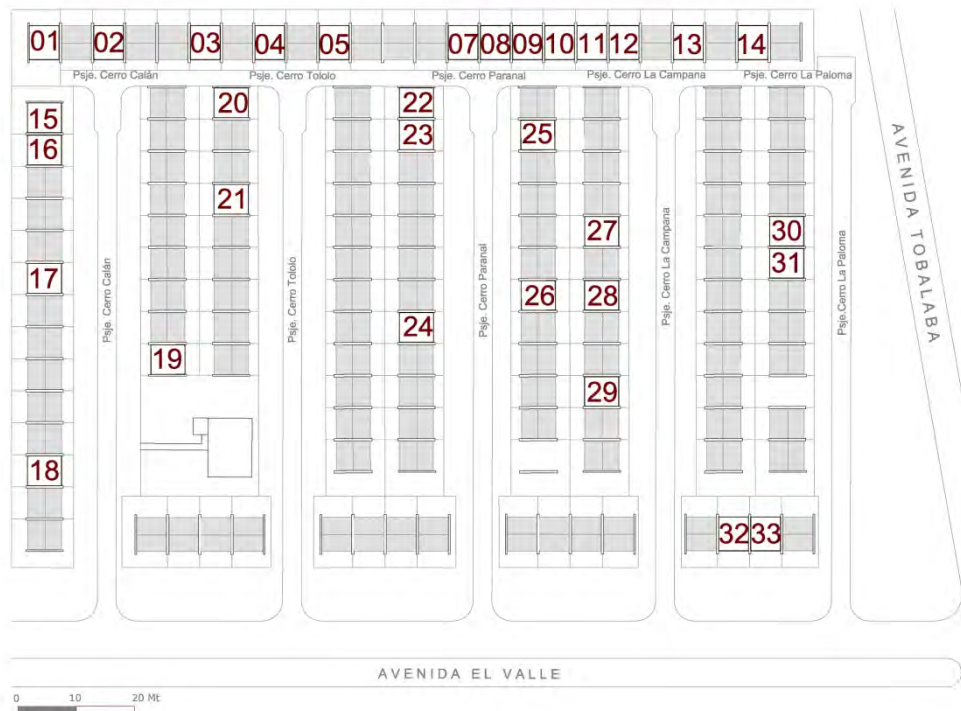 01 02 03 04 05 07 08 09 10 11 12 13 14
Psje. Cerro Calán Psje. Cerro Tololo Psje. Cerro Paranal Psje. Cerro La Campana Psje. Cerro La Paloma
15
16
17
18
Psje. Cerro Calán
19
20
21
Psje. Cerro Tololo
22
23
24
Psje. Cerro Paranal
25
26
27
28
29
Psje. Cerro La Campana
30
31
32 33
Psje.Cerro La Paloma
AVENIDA TOBALABA
AVENIDA EL VALLE
0 10 20 Mt